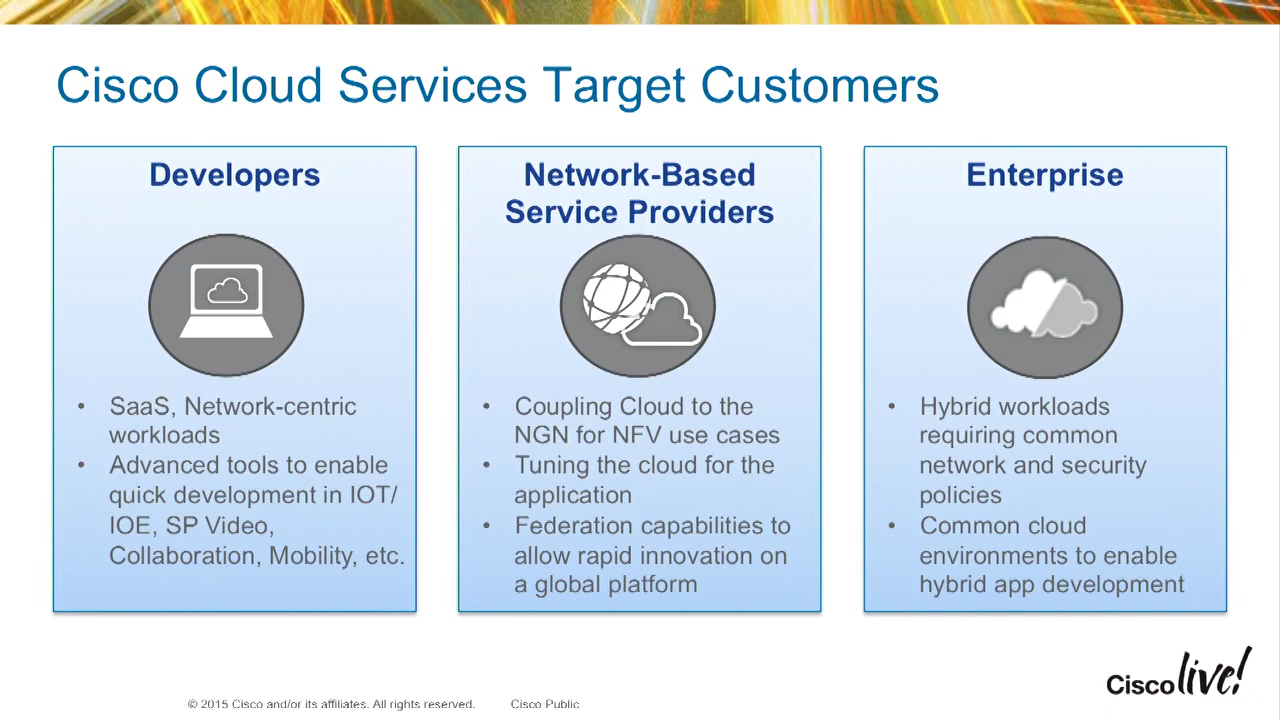 Cisco Cloud Services Target Customers
Developers
• SaaS, Network-centric
workloads
• Advanced tools to enable
quick development in IOT/
IOE, SP Video,
Collaboration, Mobility, etc.
Network-Based
Service Providers
• Coupling Cloud to the
NGN for NFV use cases
• Tuning the cloud for the
application
• Federation capabilities to
allow rapid innovation on
a global platform
Enterprise
• Hybrid workloads
requiring common
network and security
policies
• Common cloud
environments to enable
hybrid app development
Cisco live!
© 2015 Cisco and/or its affiliates. All rights reserved. Cisco Public